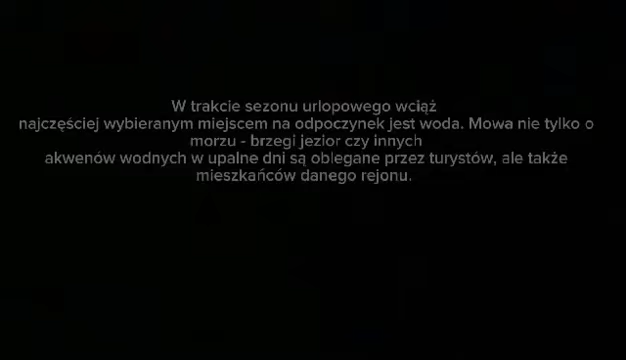 W trakcie sezonu urlopowego wciąż
najczęściej wybieranym miejscem na odpoczynek jest woda. Mowa nie tylko o
morzu - brzegi jezior czy innych
akwenów wodnych w upalne dni są oblegane przez turystów, ale także
mieszkańców danego rejonu.